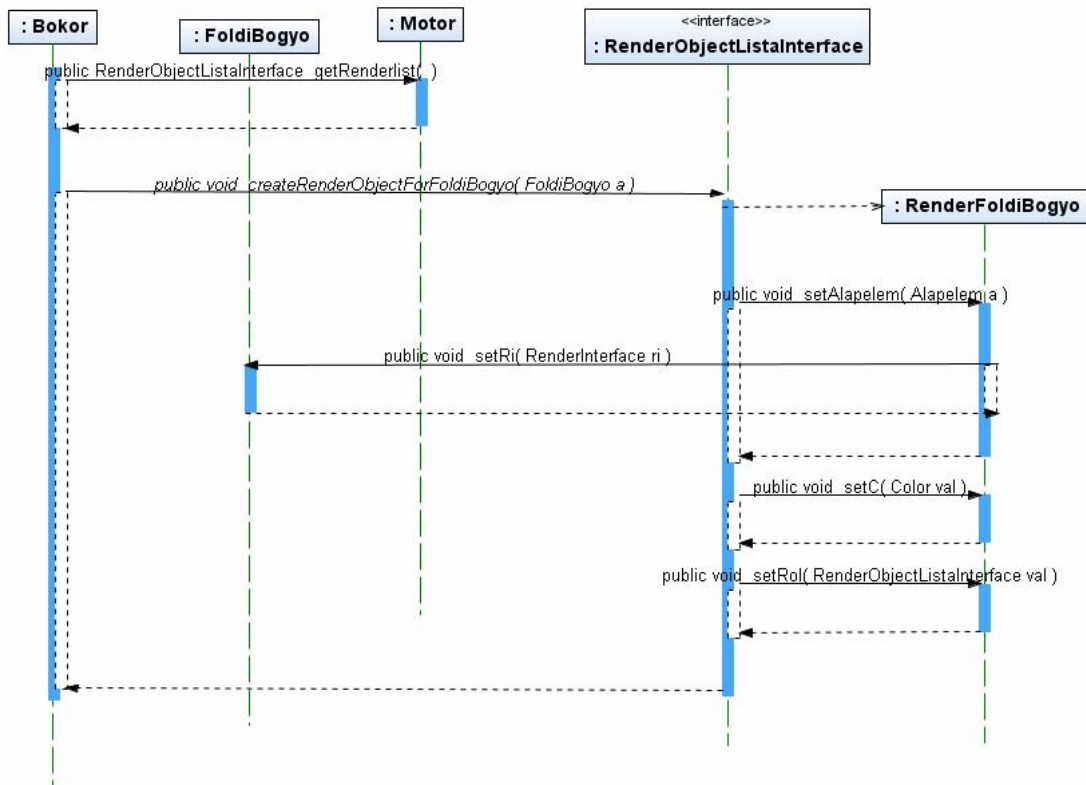 : Bokor
: FoldiBogyo
: Motor
<<interface>>
: RenderObjectListaInterface
public RenderObjectListaInterface getRenderlist( )
public void createRenderObjectForFoldiBogyo( FoldiBogyo a )
: RenderFoldiBogyo
public void setAlapelem( Alapelem a )
public void setRi( RenderInterface ri )
public void setC( Color val )
public void setRol( RenderObjectListaInterface val )